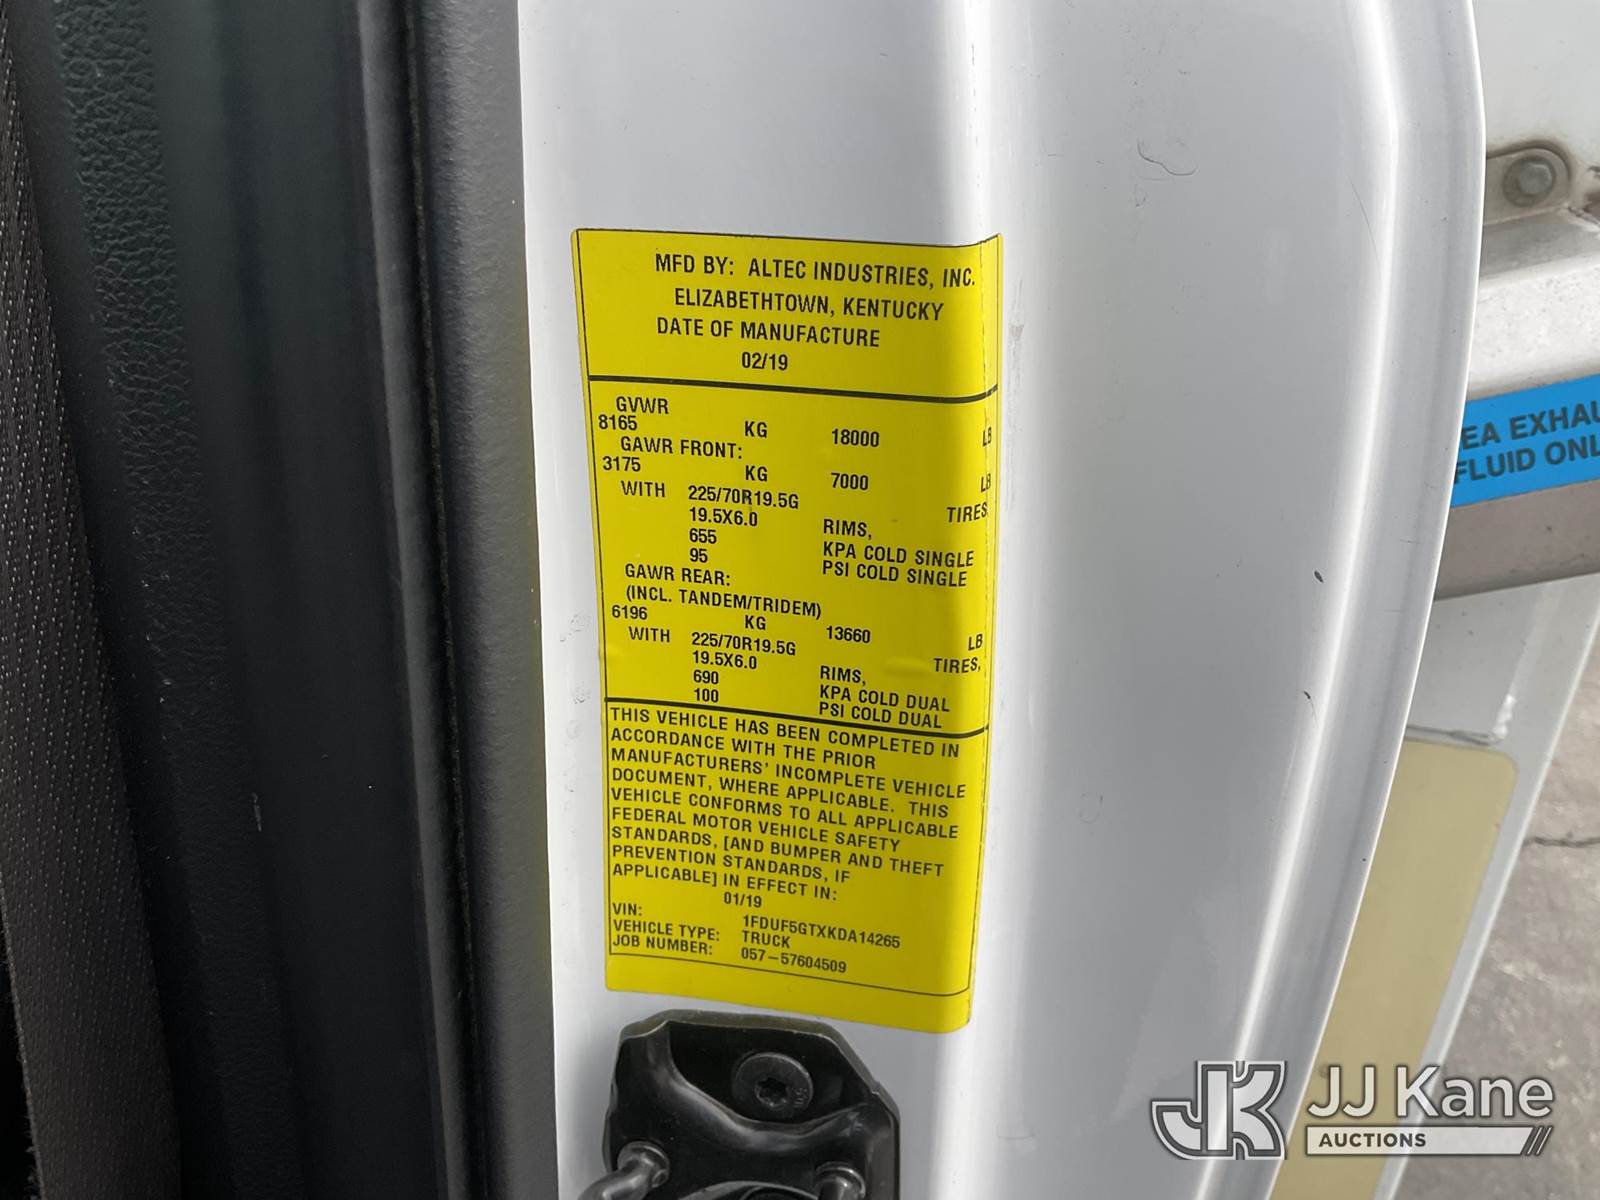 MFD BY: ALTEC INDUSTRIES, INC.
ELIZABETHTOWN, KENTUCKY
DATE OF MANUFACTURE
02/19
GVWR
8165 KG 18000 LB
GAWR FRONT:
3175 KG 7000 LB
WITH 225/70R19.5G TIRES,
19.5X6.0 RIMS,
655 KPA COLD SINGLE
95 PSI COLD SINGLE
GAWR REAR:
(INCL. TANDEM/TRIDEM)
6196 KG 13660 LB
WITH 225/70R19.5G TIRES,
19.5X6.0 RIMS,
690 KPA COLD DUAL
100 PSI COLD DUAL
THIS VEHICLE HAS BEEN COMPLETED IN
ACCORDANCE WITH THE PRIOR
MANUFACTURERS' INCOMPLETE VEHICLE
DOCUMENT, WHERE APPLICABLE. THIS
VEHICLE CONFORMS TO ALL APPLICABLE
FEDERAL MOTOR VEHICLE SAFETY
STANDARDS, [AND BUMPER AND THEFT
PREVENTION STANDARDS, IF
APPLICABLE] IN EFFECT IN:
01/19
VIN: 1FDUF5GTXKDA14265
VEHICLE TYPE: TRUCK
JOB NUMBER: 057-57604509
EXHAU
FLUID ONL
JJ Kane
AUCTIONS